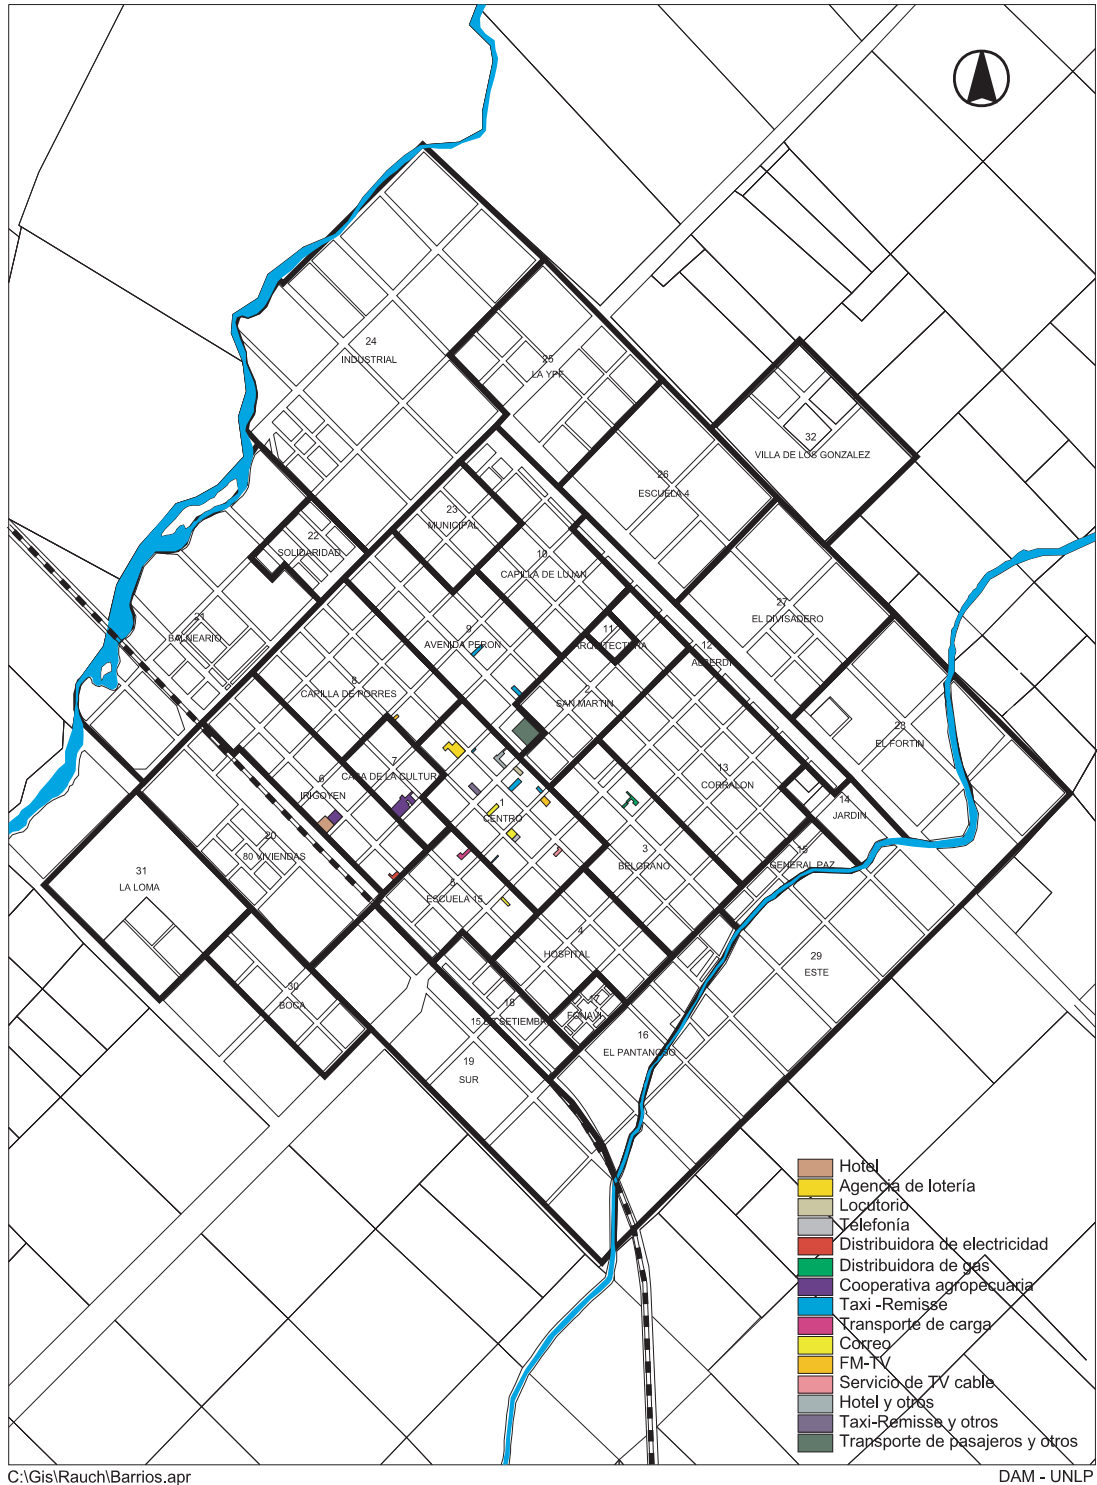 24
INDUSTRIAL
25
LA YPF
32
VILLA DE LOS GONZALEZ
26
ESCUELA 4
23
MUNICIPAL
22
SOLIDARIDAD
10
CAPILLA DE LUJAN
27
EL DIVISADERO
21
BALNEARIO
9
AVENIDA PERON
11
ARQUITECTURA
12
ALBERDI
8
CAPILLA DE PORRES
2
SAN MARTIN
28
EL FORTIN
7
CASA DE LA CULTURA
13
CORRALON
6
IRIGOYEN
1
CENTRO
14
JARDIN
20
80 VIVIENDAS
3
BELGRANO
15
GENERAL PAZ
31
LA LOMA
5
ESCUELA 15
4
HOSPITAL
29
ESTE
30
BOCA
18
15 DE SETIEMBRE
FONAVI
16
EL PANTANOSO
19
SUR
Hotel
Agencia de lotería
Locutorio
Telefonía
Distribuidora de electricidad
Distribuidora de gas
Cooperativa agropecuaria
Taxi -Remisse
Transporte de carga
Correo
FM-TV
Servicio de TV cable
Hotel y otros
Taxi-Remisse y otros
Transporte de pasajeros y otros
C:\Gis\Rauch\Barrios.apr
DAM - UNLP